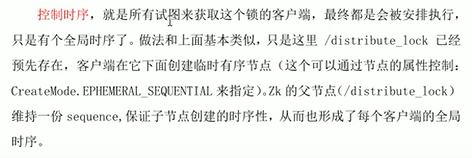 控制时序，就是所有试图来获取这个锁的客户端，最终都是会被安排执行，
只是有个全局时序了。做法和上面基本类似，只是这里 /distribute_lock 已经
预先存在，客户端在它下面创建临时有序节点（这个可以通过节点的属性控制：
CreateMode.EPHEMERAL_SEQUENTIAL 来指定）。Zk 的父节点（/distribute_lock）
维持一份 sequence,保证子节点创建的时序性，从而也形成了每个客户端的全局
时序。